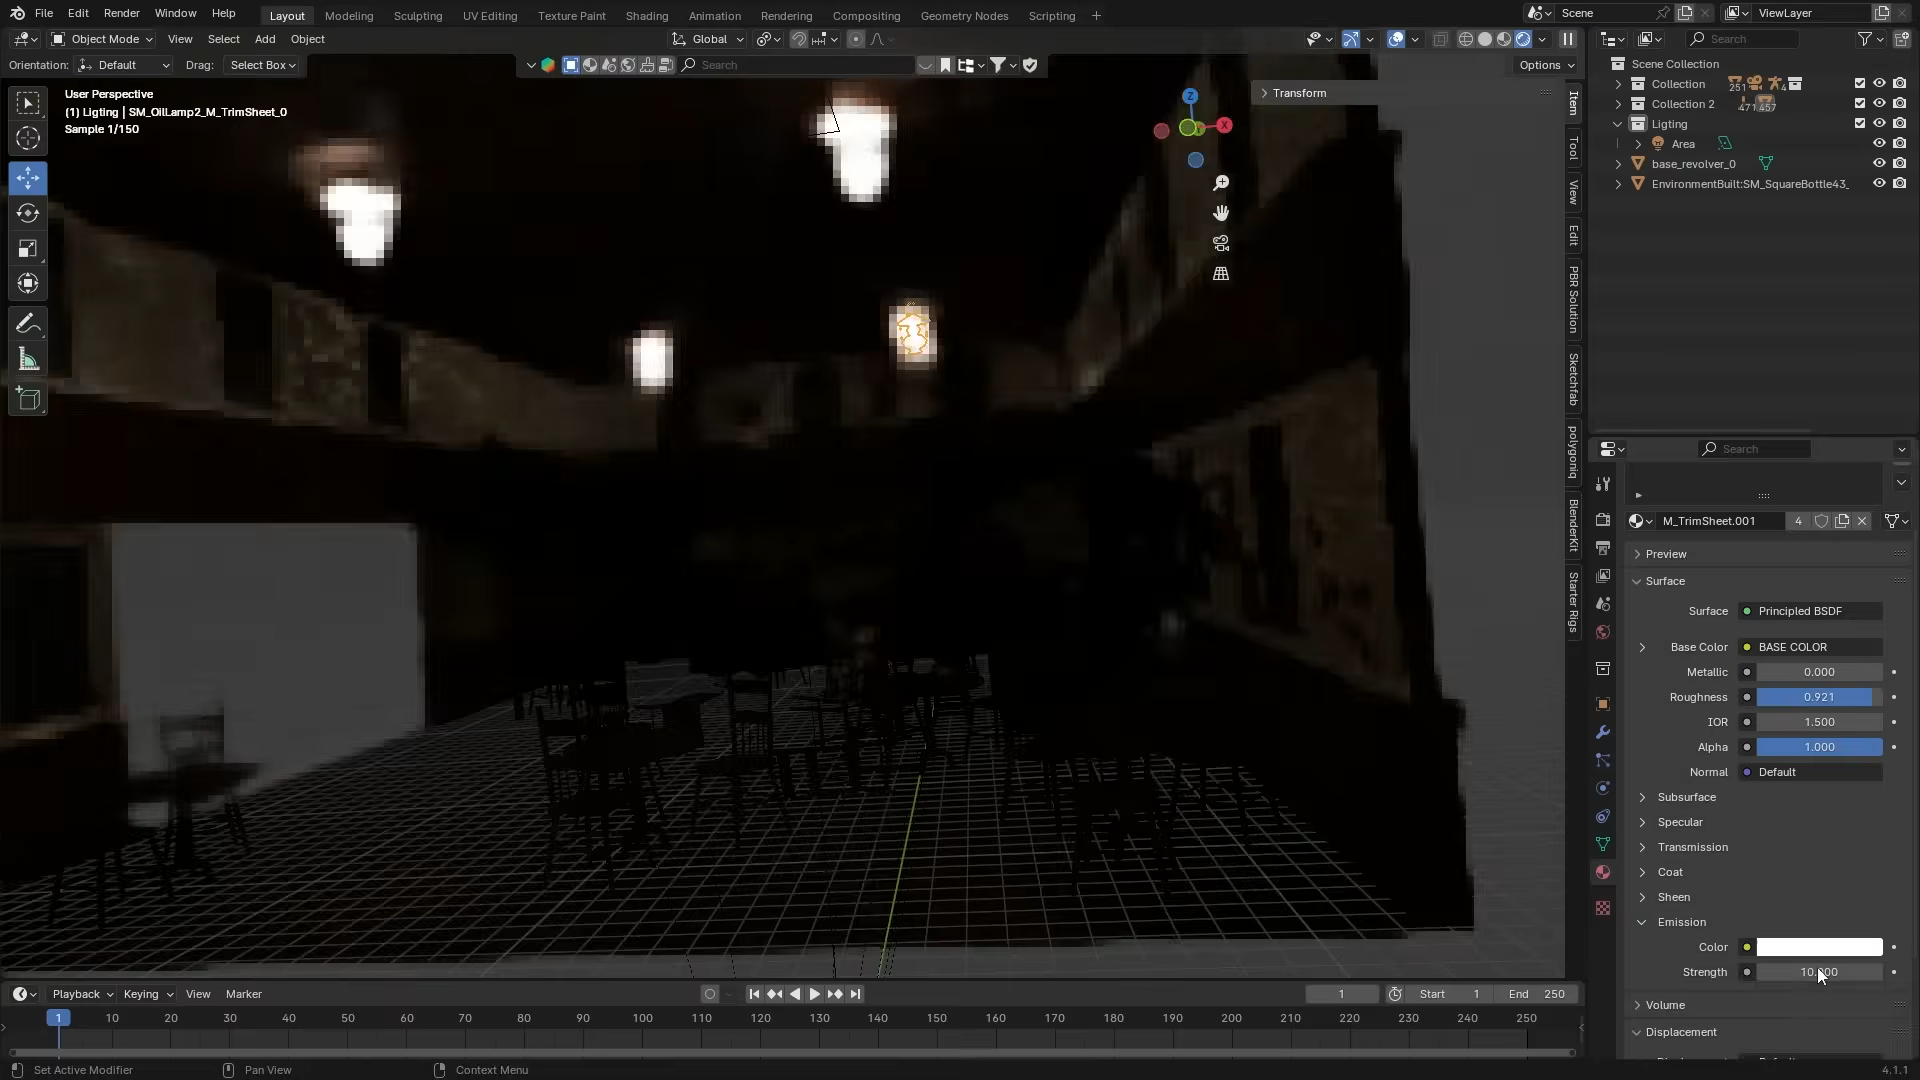 File Edit Render Window Help
Layout Modeling Sculpting UV Editing Texture Paint Shading Animation Rendering Compositing Geometry Nodes Scripting +
Scene
ViewLayer
Object Mode View Select Add Object
Global
Search
Orientation: Default Drag: Select Box
Search
Options
User Perspective
(1) Ligting | SM_OilLamp2_M_TrimSheet_0
Sample 1/150
Transform
Z
X
Item
Tool
View
Edit
PBR Solution
Sketchfab
polygoniq
BlenderKit
Starter Rigs
Scene Collection
Collection 251 4
Collection 2 471 457
Ligting
Area
base_revolver_0
EnvironmentBuilt:SM_SquareBottle43_
Search
M_TrimSheet.001 4
Preview
Surface
Surface Principled BSDF
Base Color BASE COLOR
Metallic 0.000
Roughness 0.921
IOR 1.500
Alpha 1.000
Normal Default
Subsurface
Specular
Transmission
Coat
Sheen
Emission
Color
Strength
Volume
Displacement
Playback Keying View Marker
1 Start 1 End 250
1 10 20 30 40 50 60 70 80 90 100 110 120 130 140 150 160 170 180 190 200 210 220 230 240 250
Set Active Modifier Pan View Context Menu
4.1.1